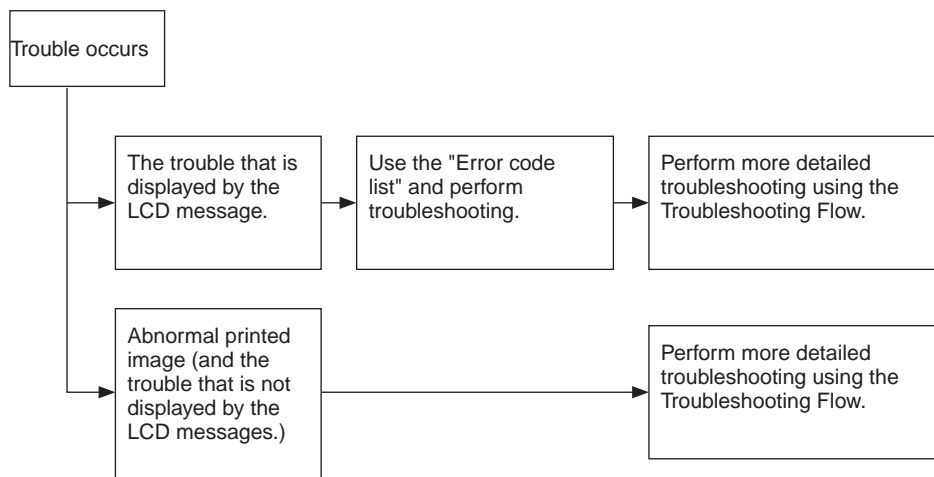 Trouble occurs
The trouble that is
displayed by the
LCD message.
Use the "Error code
list" and perform
troubleshooting.
Perform more detailed
troubleshooting using the
Troubleshooting Flow.
Abnormal printed
image (and the
trouble that is not
displayed by the
LCD messages.)
Perform more detailed
troubleshooting using the
Troubleshooting Flow.